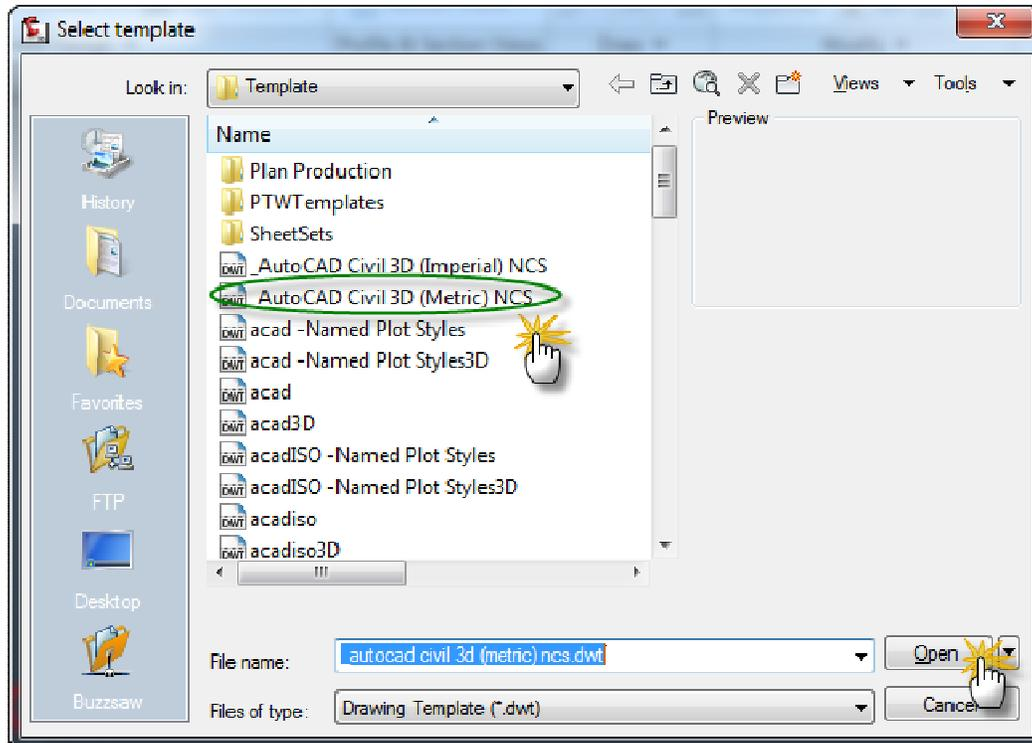 Select template
Look in:
Template
Views
Tools
Name
Preview
History
Documents
Favorites
FTP
Desktop
Buzzsaw
Plan Production
PTWTemplates
SheetSets
_AutoCAD Civil 3D (Imperial) NCS
_AutoCAD Civil 3D (Metric) NCS
acad -Named Plot Styles
acad -Named Plot Styles3D
acad
acad3D
acadISO -Named Plot Styles
acadISO -Named Plot Styles3D
acadiso
acadiso3D
File name:
_autocad civil 3d (metric) ncs.dwt
Open
Files of type:
Drawing Template (*.dwt)
Cancel